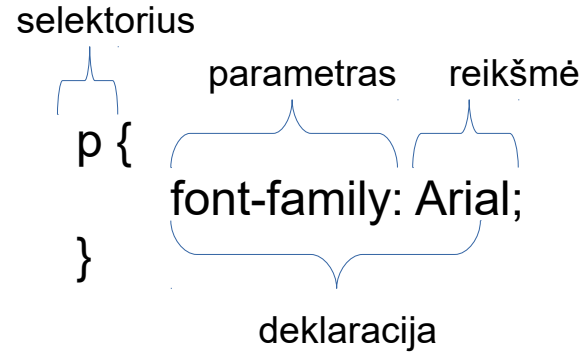 selektorius
parametras reikšmė
p {
font-family: Arial;
}
deklaracija